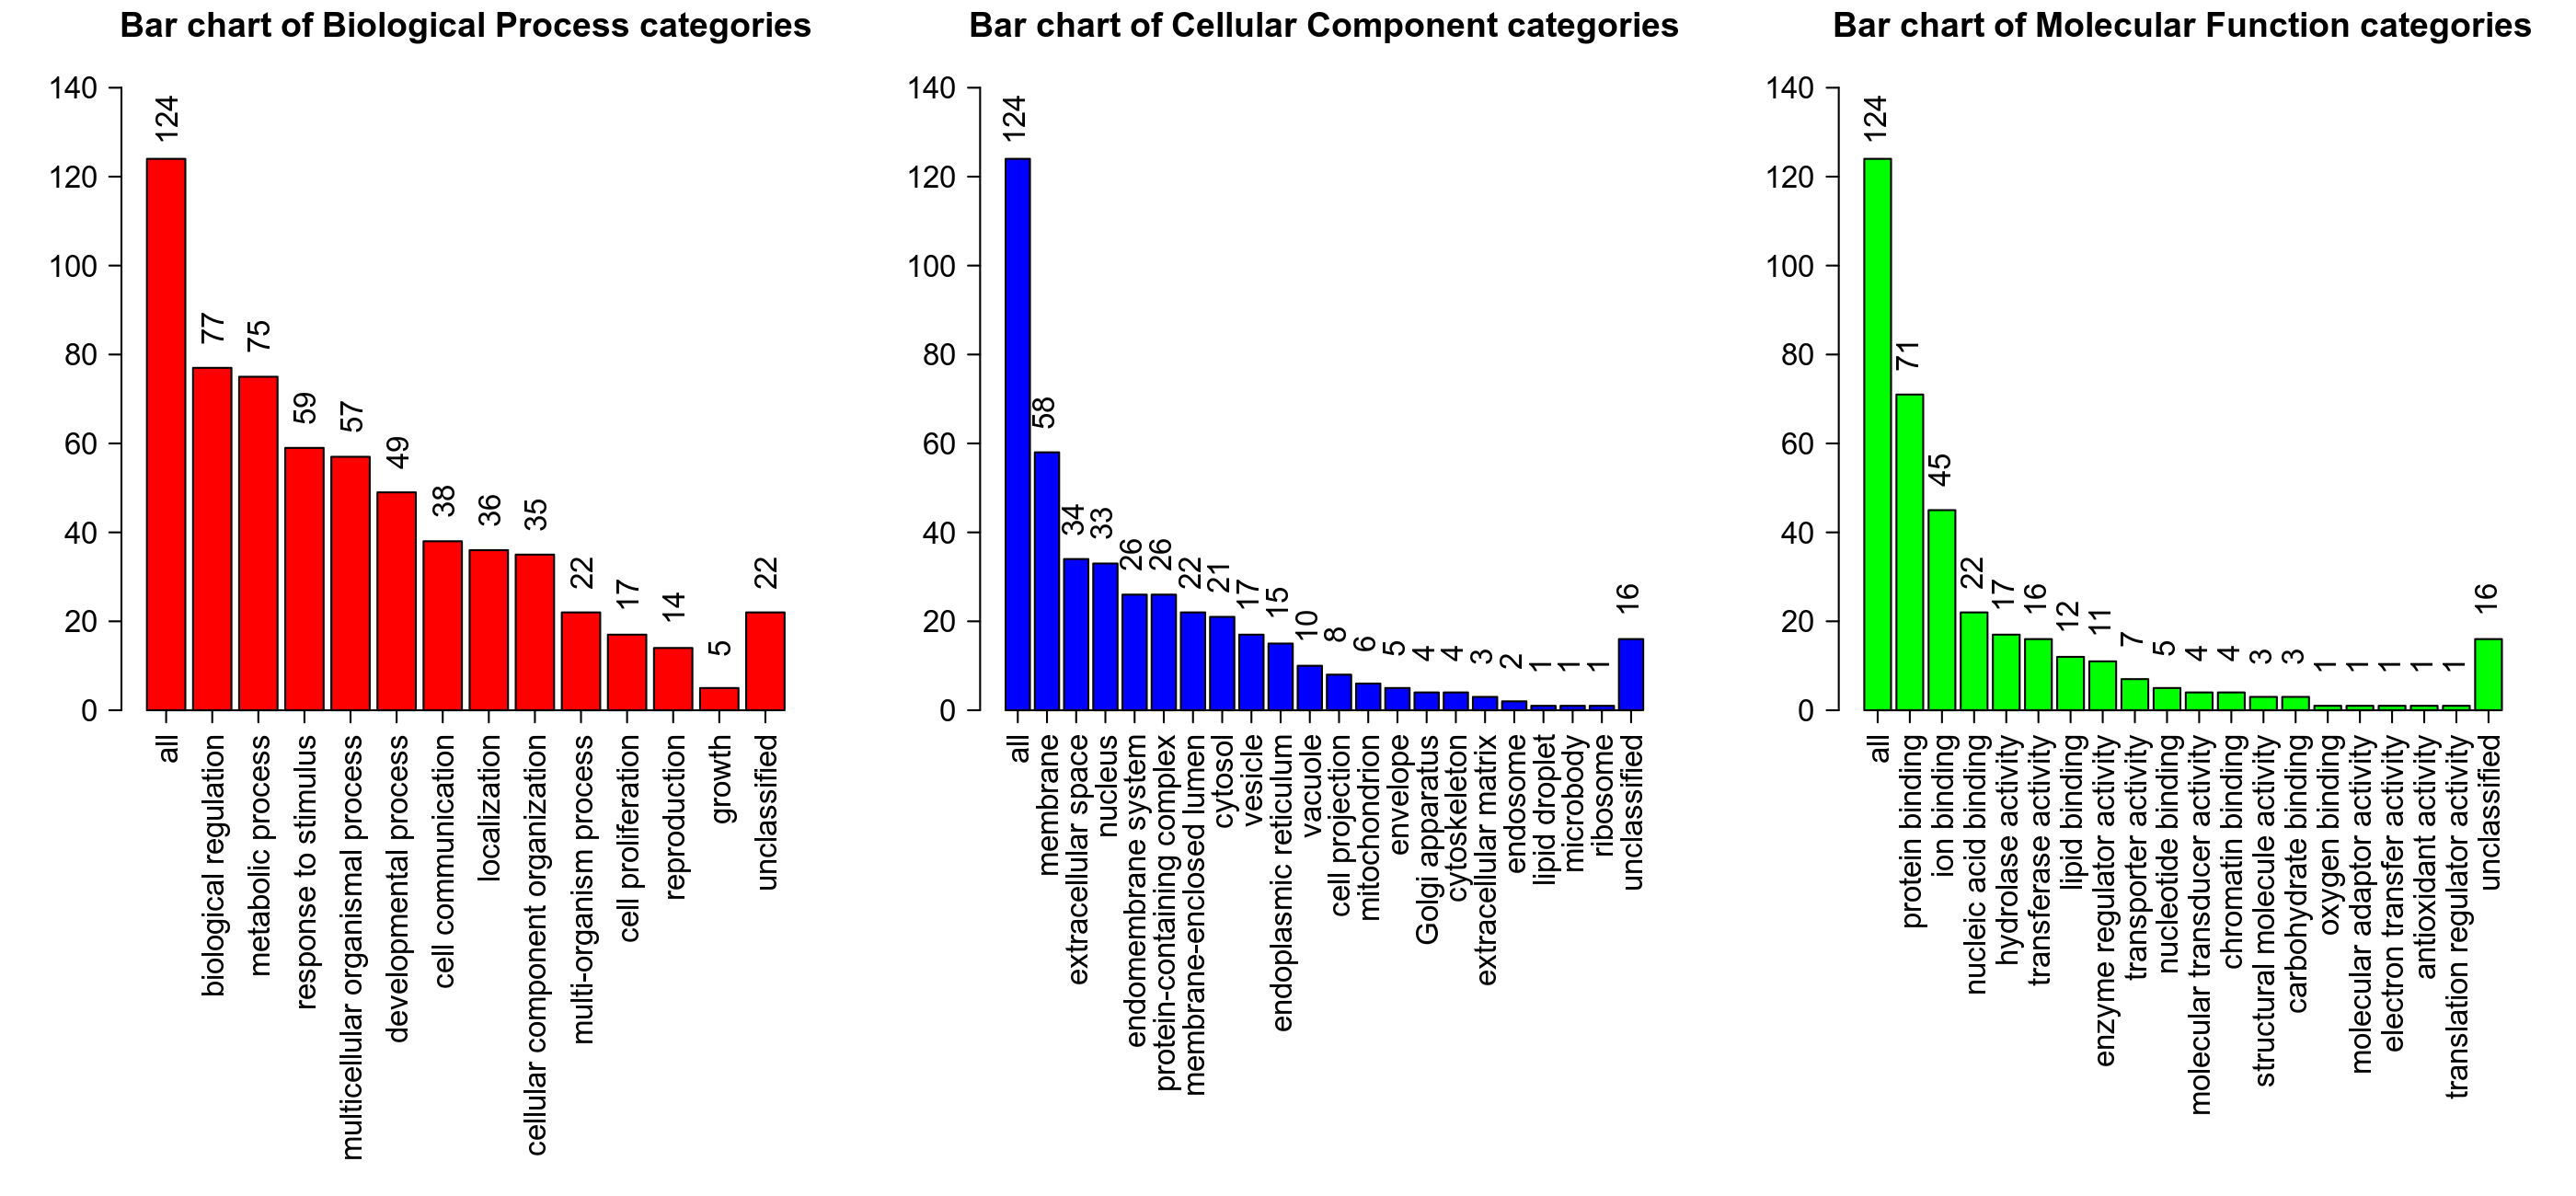 Bar chart of Biological Process categories
140
120
100
80
60
40
20
0
124
77
75
59
57
49
38
36
35
22
17
14
5
22
all
biological regulation
metabolic process
response to stimulus
multicellular organismal process
developmental process
cell communication
localization
cellular component organization
multi-organism process
cell proliferation
reproduction
growth
unclassified
Bar chart of Cellular Component categories
140
120
100
80
60
40
20
0
124
58
34
33
26
26
22
21
17
15
10
8
6
5
4
4
3
2
1
1
1
16
all
membrane
extracellular space
nucleus
endomembrane system
protein-containing complex
membrane-enclosed lumen
cytosol
vesicle
endoplasmic reticulum
vacuole
cell projection
mitochondrion
envelope
Golgi apparatus
cytoskeleton
extracellular matrix
endosome
lipid droplet
microbody
ribosome
unclassified
Bar chart of Molecular Function categories
140
120
100
80
60
40
20
0
124
71
45
22
17
16
12
11
7
5
4
4
3
3
1
1
1
1
1
16
all
protein binding
ion binding
nucleic acid binding
hydrolase activity
transferase activity
lipid binding
enzyme regulator activity
transporter activity
nucleotide binding
molecular transducer activity
chromatin binding
structural molecule activity
carbohydrate binding
oxygen binding
molecular adaptor activity
electron transfer activity
antioxidant activity
translation regulator activity
unclassified